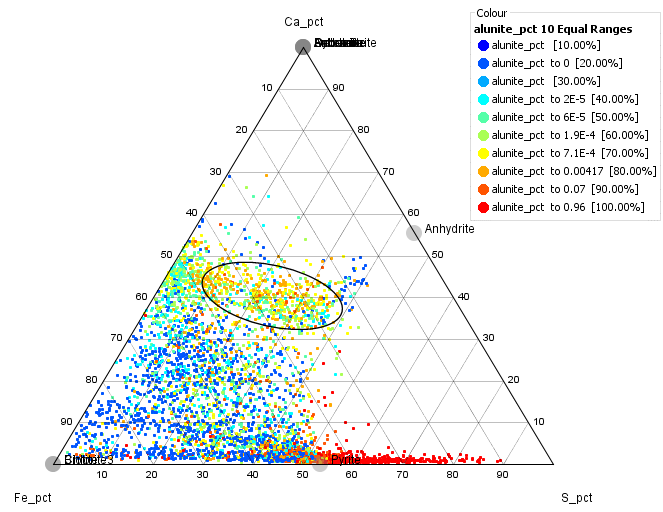 Ca_pct
Colour
alunite_pct 10 Equal Ranges
alunite_pct [10.00%]
alunite_pct to 0 [20.00%]
alunite_pct [30.00%]
alunite_pct to 2E-5 [40.00%]
alunite_pct to 6E-5 [50.00%]
alunite_pct to 1.9E-4 [60.00%]
alunite_pct to 7.1E-4 [70.00%]
alunite_pct to 0.00417 [80.00%]
alunite_pct to 0.07 [90.00%]
alunite_pct to 0.96 [100.00%]
10 90
20 80
30 70
40 60
Anhydrite
50 50
60 40
70 30
80 20
90 10
Pyrite
10 20 30 40 50 60 70 80 90
Fe_pct S_pct